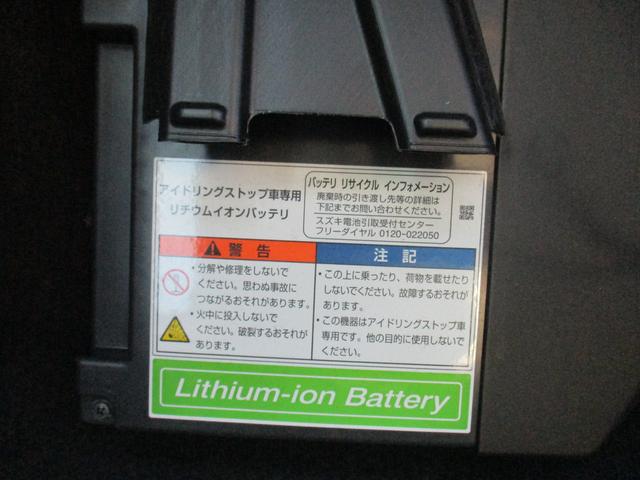 アイドリングストップ車専用
リチウムイオンバッテリ
バッテリ リサイクル インフォメーション
廃棄時の引き渡し先等の詳細は
下記までお問い合わせください。
スズキ電池引取受付センター
フリーダイヤル 0120-022050
警告
・分解や修理をしないで
ください。思わぬ事故に
つながるおそれがあります。
・火中に投入しないで
ください。破裂するおそれが
あります。
注記
・この上に乗ったり、荷物を載せたり
しないでください。故障するおそれが
あります。
・この機器はアイドリングストップ車
専用です。他の目的に使用しないで
ください。
Lithium-ion Battery